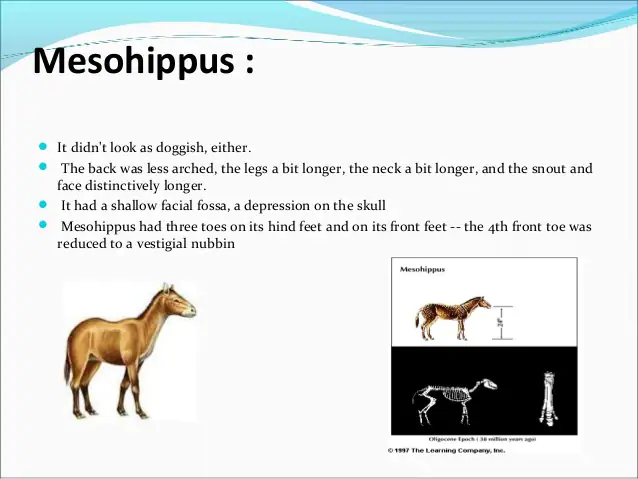 Mesohippus :
It didn't look as doggish, either.
The back was less arched, the legs a bit longer, the neck a bit longer, and the snout and
face distinctively longer.
It had a shallow facial fossa, a depression on the skull
Mesohippus had three toes on its hind feet and on its front feet -- the 4th front toe was
reduced to a vestigial nubbin
Mesohippus
24"
Oligocene Epoch ( 38 million years ago)
© 1997 The Learning Company, Inc.